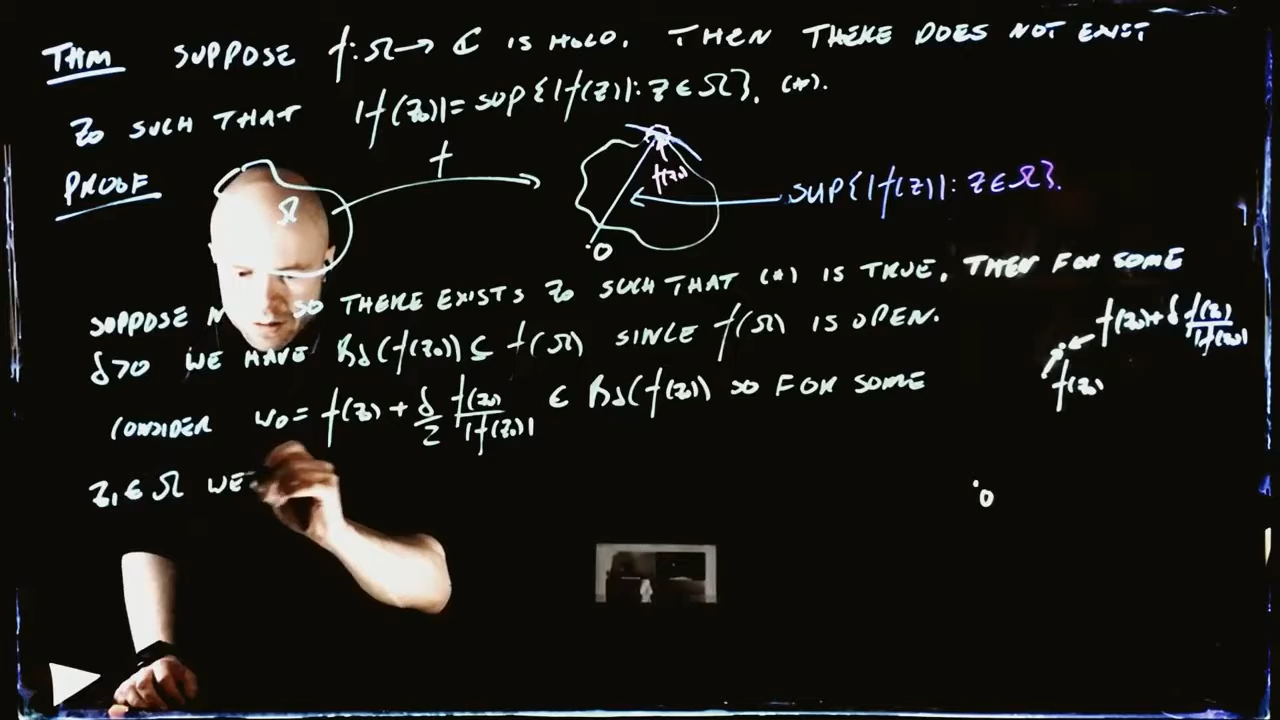 THM SUPPOSE f: Ω → ℂ IS HOLO. THEN THERE DOES NOT EXIST
z₀ SUCH THAT |f(z₀)| = SUP{|f(z)| : z ∈ Ω}. (*).
PROOF
Ω
f
f(z₀)
0
SUP{|f(z)| : z ∈ Ω}.
SUPPOSE SO THERE EXISTS z₀ SUCH THAT (*) IS TRUE. THEN FOR SOME
δ>0 WE HAVE B_δ(f(z₀)) ⊆ f(Ω) SINCE f(Ω) IS OPEN.
f(z₀) + δ f(z₀)/|f(z₀)|
f(z₀)
CONSIDER w₀ = f(z₀) + δ/2 f(z₀)/|f(z₀)| ∈ B_δ(f(z₀)) SO FOR SOME
z₁ ∈ Ω WE
0